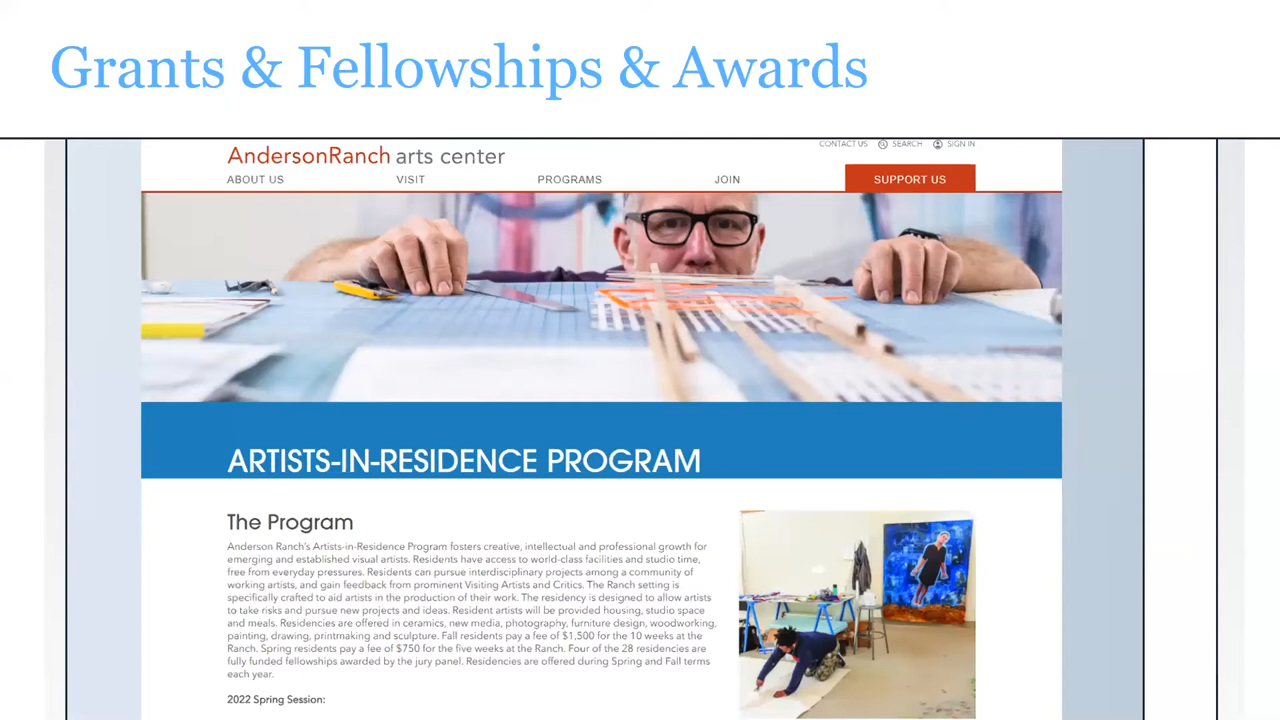 Grants & Fellowships & Awards
CONTACT US SEARCH SIGN IN
AndersonRanch arts center
ABOUT US VISIT PROGRAMS JOIN SUPPORT US
ARTISTS-IN-RESIDENCE PROGRAM
The Program
Anderson Ranch's Artists-in-Residence Program fosters creative, intellectual and professional growth for
emerging and established visual artists. Residents have access to world-class facilities and studio time,
free from everyday pressures. Residents can pursue interdisciplinary projects among a community of
working artists, and gain feedback from prominent Visiting Artists and Critics. The Ranch setting is
specifically crafted to aid artists in the production of their work. The residency is designed to allow artists
to take risks and pursue new projects and ideas. Resident artists will be provided housing, studio space
and meals. Residencies are offered in ceramics, new media, photography, furniture design, woodworking,
painting, drawing, printmaking and sculpture. Fall residents pay a fee of $1,500 for the 10 weeks at the
Ranch. Spring residents pay a fee of $750 for the five weeks at the Ranch. Four of the 28 residencies are
fully funded fellowships awarded by the jury panel. Residencies are offered during Spring and Fall terms
each year.
2022 Spring Session: